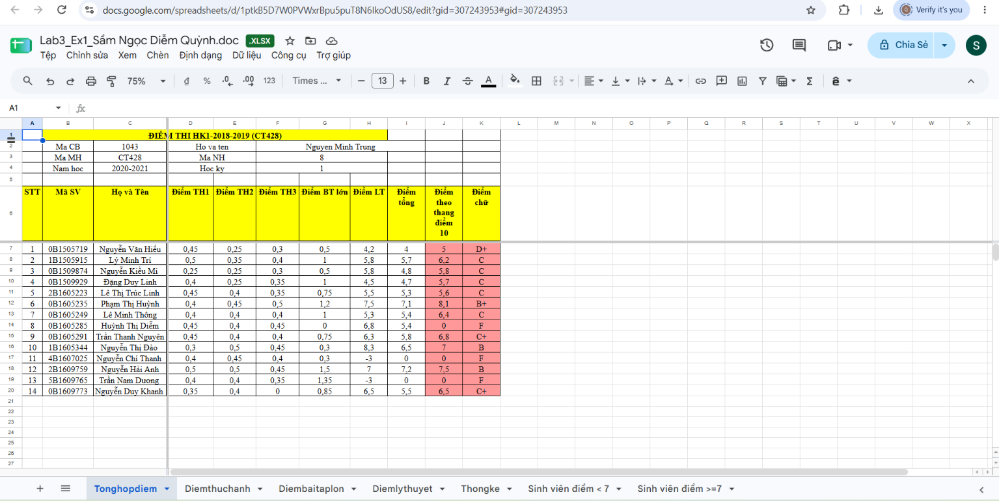 docs.google.com/spreadsheets/d/1ptkB5D7W0PVWxrBpu5puT8N6IkoOdUS8/edit?gid=307243953#gid=307243953
Q Verify it's you
Lab3_Ex1_Sầm Ngọc Diễm Quỳnh.doc .XLSX
Tệp Chỉnh sửa Xem Chèn Định dạng Dữ liệu Công cụ Trợ giúp
Chia Sẻ
S
75% đ % .0 .00 123 Times ... 13 B I S A
A1 fx
A B C D E F G H I J K L M N O P Q R S T U V W X
1 ĐIỂM THI HK1-2018-2019 (CT428)
2 Ma CB 1043 Ho va ten Nguyen Minh Trung
3 Ma MH CT428 Ma NH 8
4 Nam hoc 2020-2021 Hoc ky 1
5
6 STT Mã SV Họ và Tên Điểm TH1 Điểm TH2 Điểm TH3 Điểm BT lớn Điểm LT Điểm tổng Điểm theo thang điểm 10 Điểm chữ
7 1 0B1505719 Nguyễn Văn Hiếu 0,45 0,25 0,3 0,5 4,2 4 5 D+
8 2 1B1505915 Lý Minh Trí 0,5 0,35 0,4 1 5,8 5,7 6,2 C
9 3 0B1509874 Nguyễn Kiều Mi 0,25 0,25 0,3 0,5 5,8 4,8 5,8 C
10 4 0B1509929 Đặng Duy Linh 0,4 0,25 0,35 1 4,5 4,7 5,7 C
11 5 2B1605223 Lê Thị Trúc Linh 0,45 0,4 0,35 0,75 5,5 5,3 5,6 C
12 6 0B1605235 Phạm Thị Huỳnh 0,4 0,45 0,5 1,2 7,5 7,1 8,1 B+
13 7 0B1605249 Lê Minh Thông 0,4 0,4 0,4 1 5,3 5,4 6,4 C
14 8 0B1605285 Huỳnh Thị Diễm 0,45 0,4 0,45 0 6,8 5,4 0 F
15 9 0B1605291 Trần Thanh Nguyên 0,45 0,4 0,4 0,75 6,3 5,8 6,8 C+
16 10 1B1605344 Nguyễn Thị Đào 0,3 0,5 0,45 0,3 8,3 6,5 7 B
17 11 4B1607025 Nguyễn Chí Thanh 0,4 0,45 0,4 0,3 -3 0 0 F
18 12 2B1609759 Nguyễn Hải Anh 0,5 0,5 0,45 1,5 7 7,2 7,5 B
19 13 5B1609765 Trần Nam Dương 0,4 0,4 0,35 1,35 -3 0 0 F
20 14 0B1609773 Nguyễn Duy Khanh 0,35 0,4 0 0,85 6,5 5,5 6,5 C+
21
22
23
24
25
26
27
Tonghopdiem Diemthuchanh Diembaitaplon Diemlythuyet Thongke Sinh viên điểm < 7 Sinh viên điểm >=7